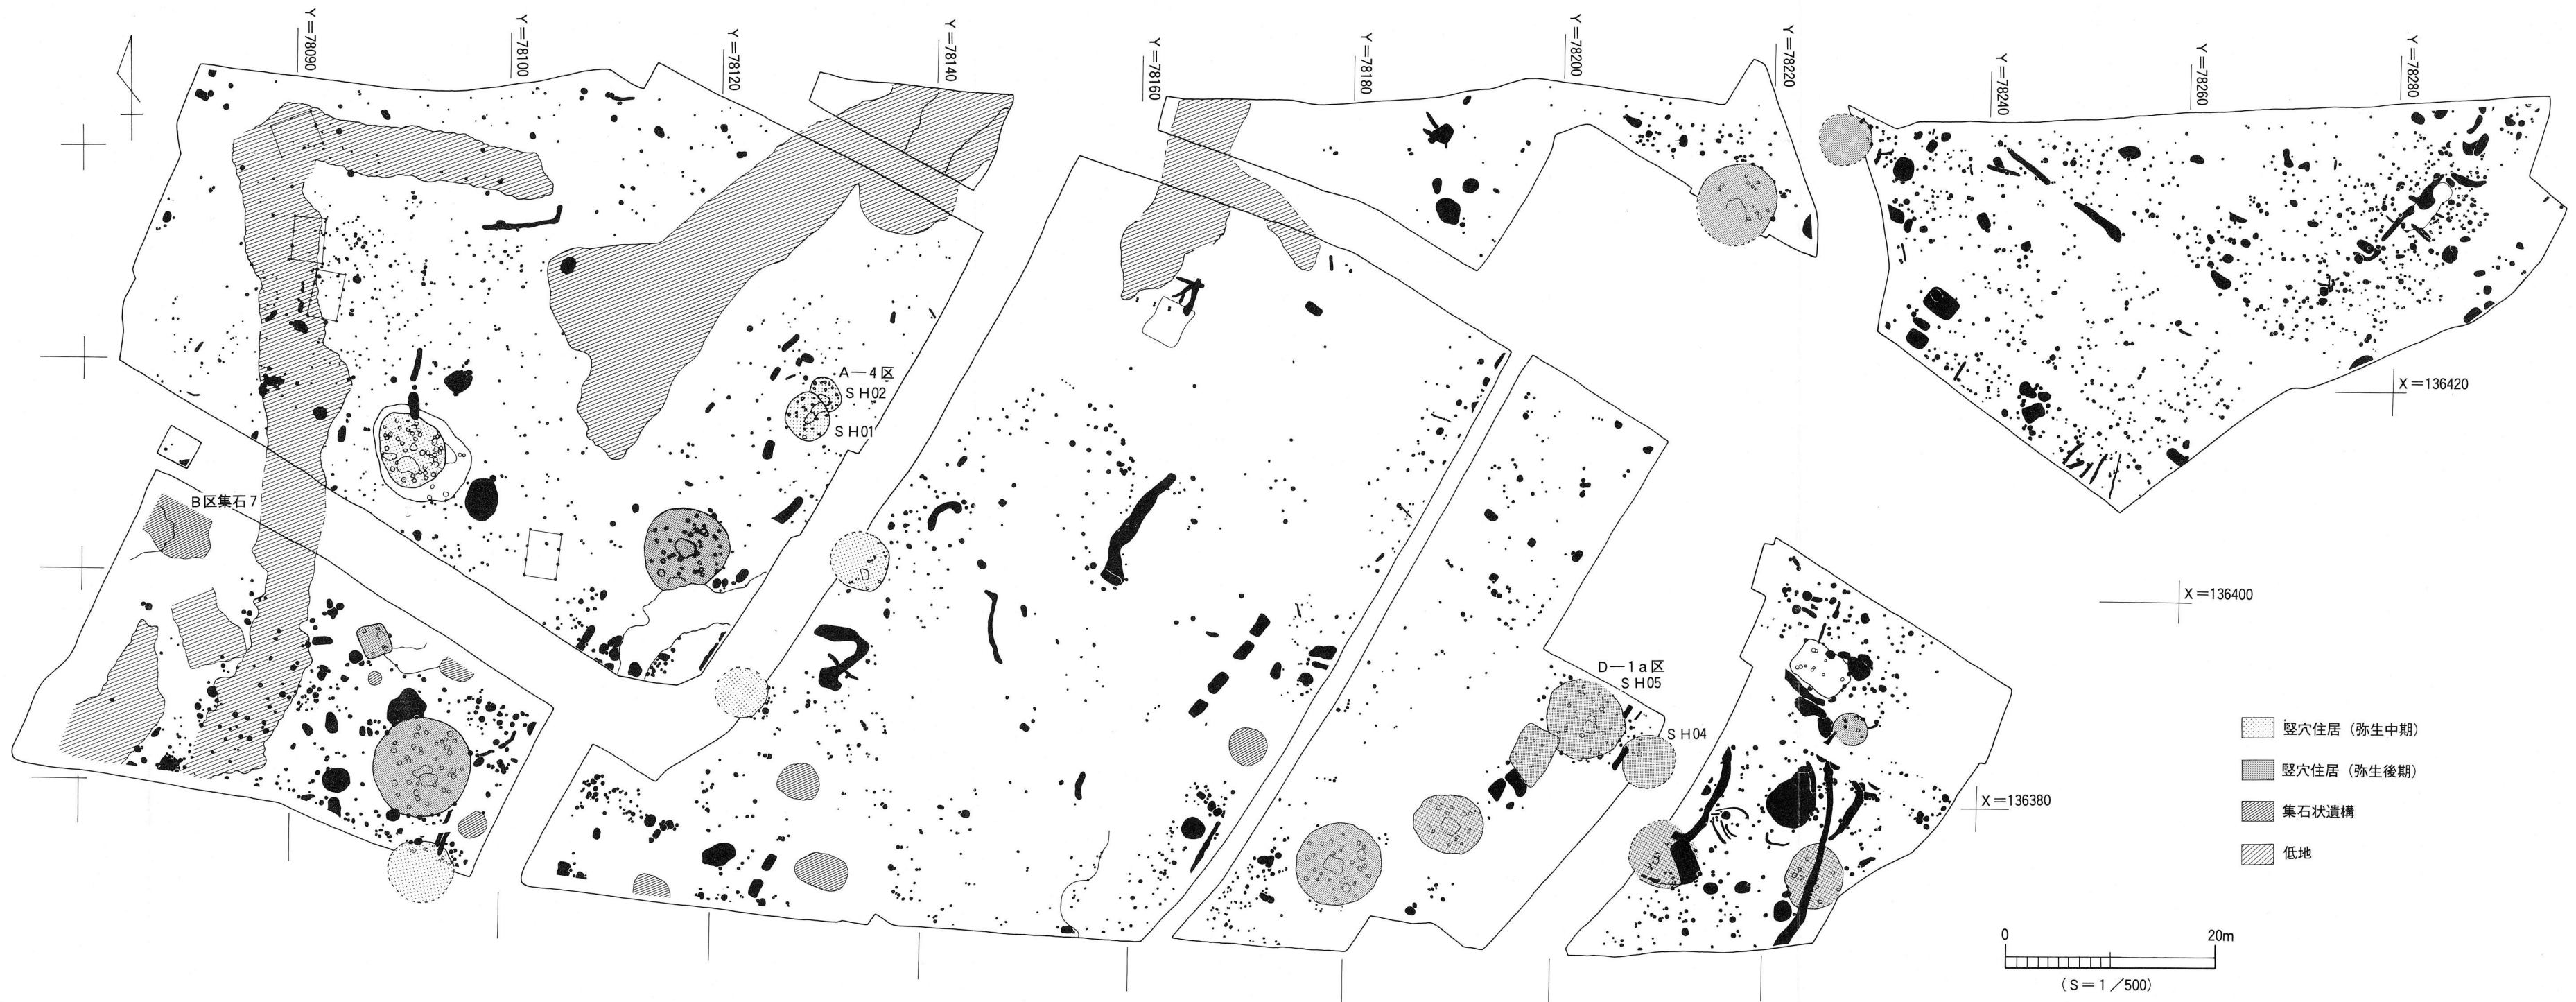 Y=78090
Y=78100
Y=78120
Y=78140
Y=78160
Y=78180
Y=78200
Y=78220
Y=78240
Y=78260
Y=78280
A-4区
SH02
SH01
X=136420
B区集石7
X=136400
D-1a区
SH05
SH04
X=136380
竪穴住居(弥生中期)
竪穴住居(弥生後期)
集石状遺構
低地
0 20m
(S=1/500)